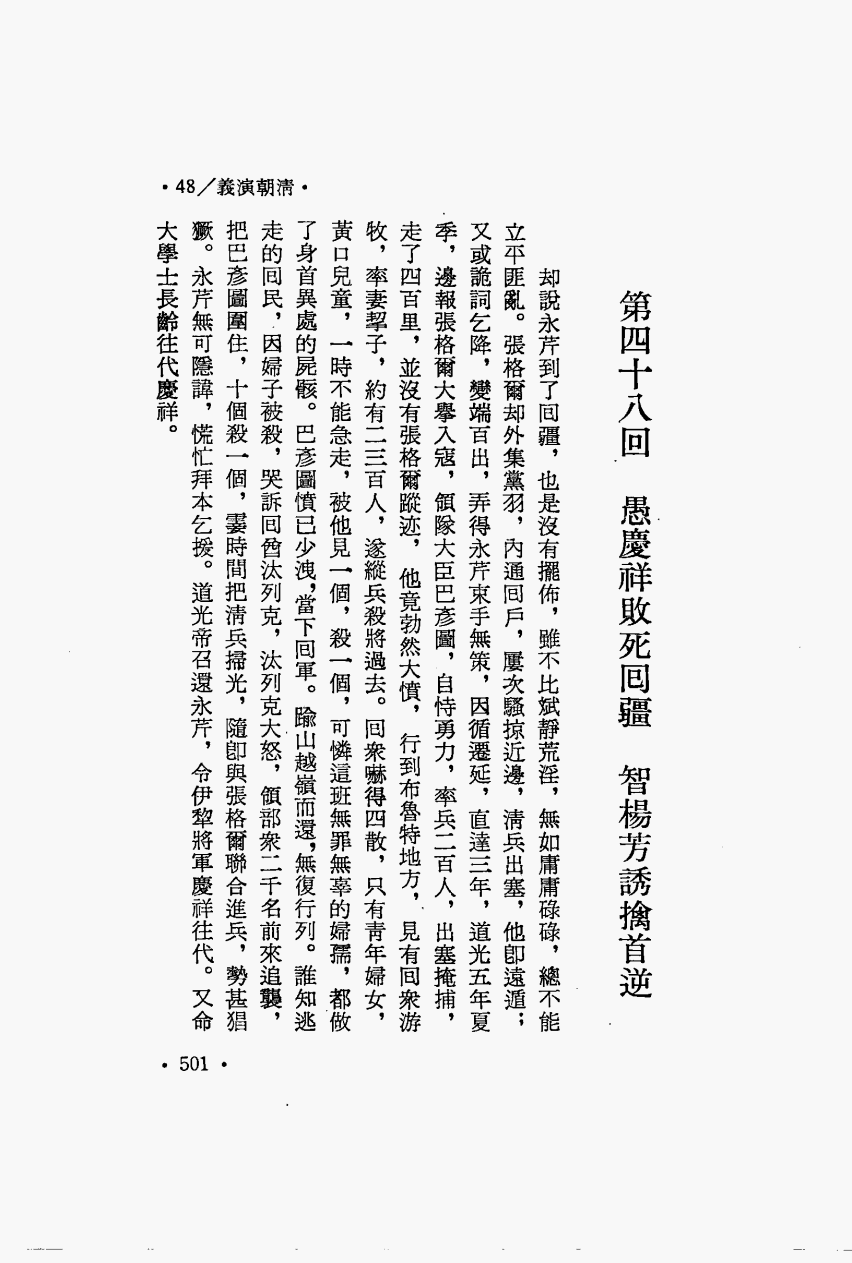 •48／義演朝淸•
第四十八回　愚慶祥敗死回疆　智楊芳誘擒首逆
却說永芹到了回疆，也是沒有擺佈，雖不比斌靜荒淫，無如庸庸碌碌，總不能
立平匪亂。張格爾却外集黨羽，內通回戶，屢次騷掠近邊，淸兵出塞，他卽遠遁；
又或詭詞乞降，變端百出，弄得永芹束手無策，因循遷延，直達三年，道光五年夏
季，邊報張格爾大舉入寇，領隊大臣巴彥圖，自恃勇力，率兵二百人，出塞掩捕，
走了四百里，並沒有張格爾蹤迹，他竟勃然大憤，行到布魯特地方，見有回衆游
牧，率妻挈子，約有二三百人，遂縱兵殺將過去。回衆嚇得四散，只有靑年婦女，
黃口兒童，一時不能急走，被他見一個，殺一個，可憐這班無罪無辜的婦孺，都做
了身首異處的屍骸。巴彥圖憤已少洩，當下回軍。踰山越嶺而還，無復行列。誰知逃
走的回民，因婦子被殺，哭訴回酋汰列克，汰列克大怒，領部衆二千名前來追襲，
把巴彥圖圍住，十個殺一個，霎時間把淸兵掃光，隨卽與張格爾聯合進兵，勢甚猖
獗。永芹無可隱諱，慌忙拜本乞援。道光帝召還永芹，令伊犂將軍慶祥往代。又命
大學士長齡往代慶祥。
•501•